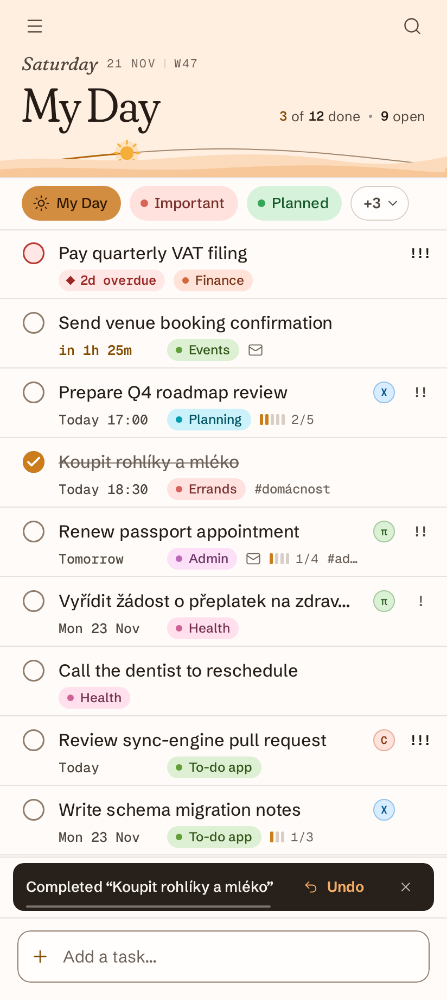 Saturday 21 NOV | W47
My Day
3 of 12 done • 9 open
My Day
Important
Planned
+3
Pay quarterly VAT filing !!!
2d overdue Finance
Send venue booking confirmation
in 1h 25m Events
Prepare Q4 roadmap review X !!
Today 17:00 Planning 2/5
Koupit rohlíky a mléko
Today 18:30 Errands #domácnost
Renew passport appointment π !!
Tomorrow Admin 1/4 #ad…
Vyřídit žádost o přeplatek na zdrav… π !
Mon 23 Nov Health
Call the dentist to reschedule
Health
Review sync-engine pull request C !!!
Today To-do app
Write schema migration notes X
Mon 23 Nov To-do app 1/3
Completed “Koupit rohlíky a mléko” Undo
Add a task…